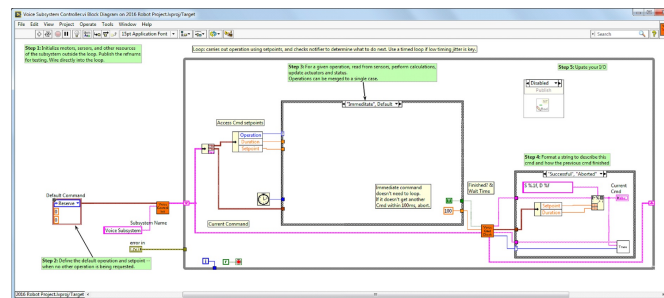 Voice Subsystem Controller.vi Block Diagram on 2016 Robot Project.lvproj/Target
File Edit View Project Operate Tools Window Help
15pt Application Font
Search
Step 1: Initialize motors, sensors, and other resources
of the subsystem outside the loop. Publish the refnums
for testing. Wire directly into the loop.
Loops carries out operation using setpoints, and checks notifier to determine what to do next. Use a timed loop if low timing jitter is key.
Step 3: For a given operation, read from sensors, perform calculations,
update actuators and status
Operations can be merged to a single case.
Step 5: Upate your I/O
Disabled
Publish
"Immeditate", Default
Access Cmd setpoints
Operation
Duration
Setpoint
Step 4: Format a string to describe this
cmd and how the previous cmd finished
"Successful", "Aborted"
Default Command
Reserve
Immediate command
doesn't need to loop.
If it doesn't get another
Cmd within 100ms, abort.
Finished? &
Wait Time
100
S %.1f, D %f
Current
Cmd
Setpoint
Duration
Subsystem Name
Voice Subsystem
Current Command
error in
Step 2: Define the default operation and setpoint --
when no other operation is being requested.
i
2016 Robot Project.lvproj/Target